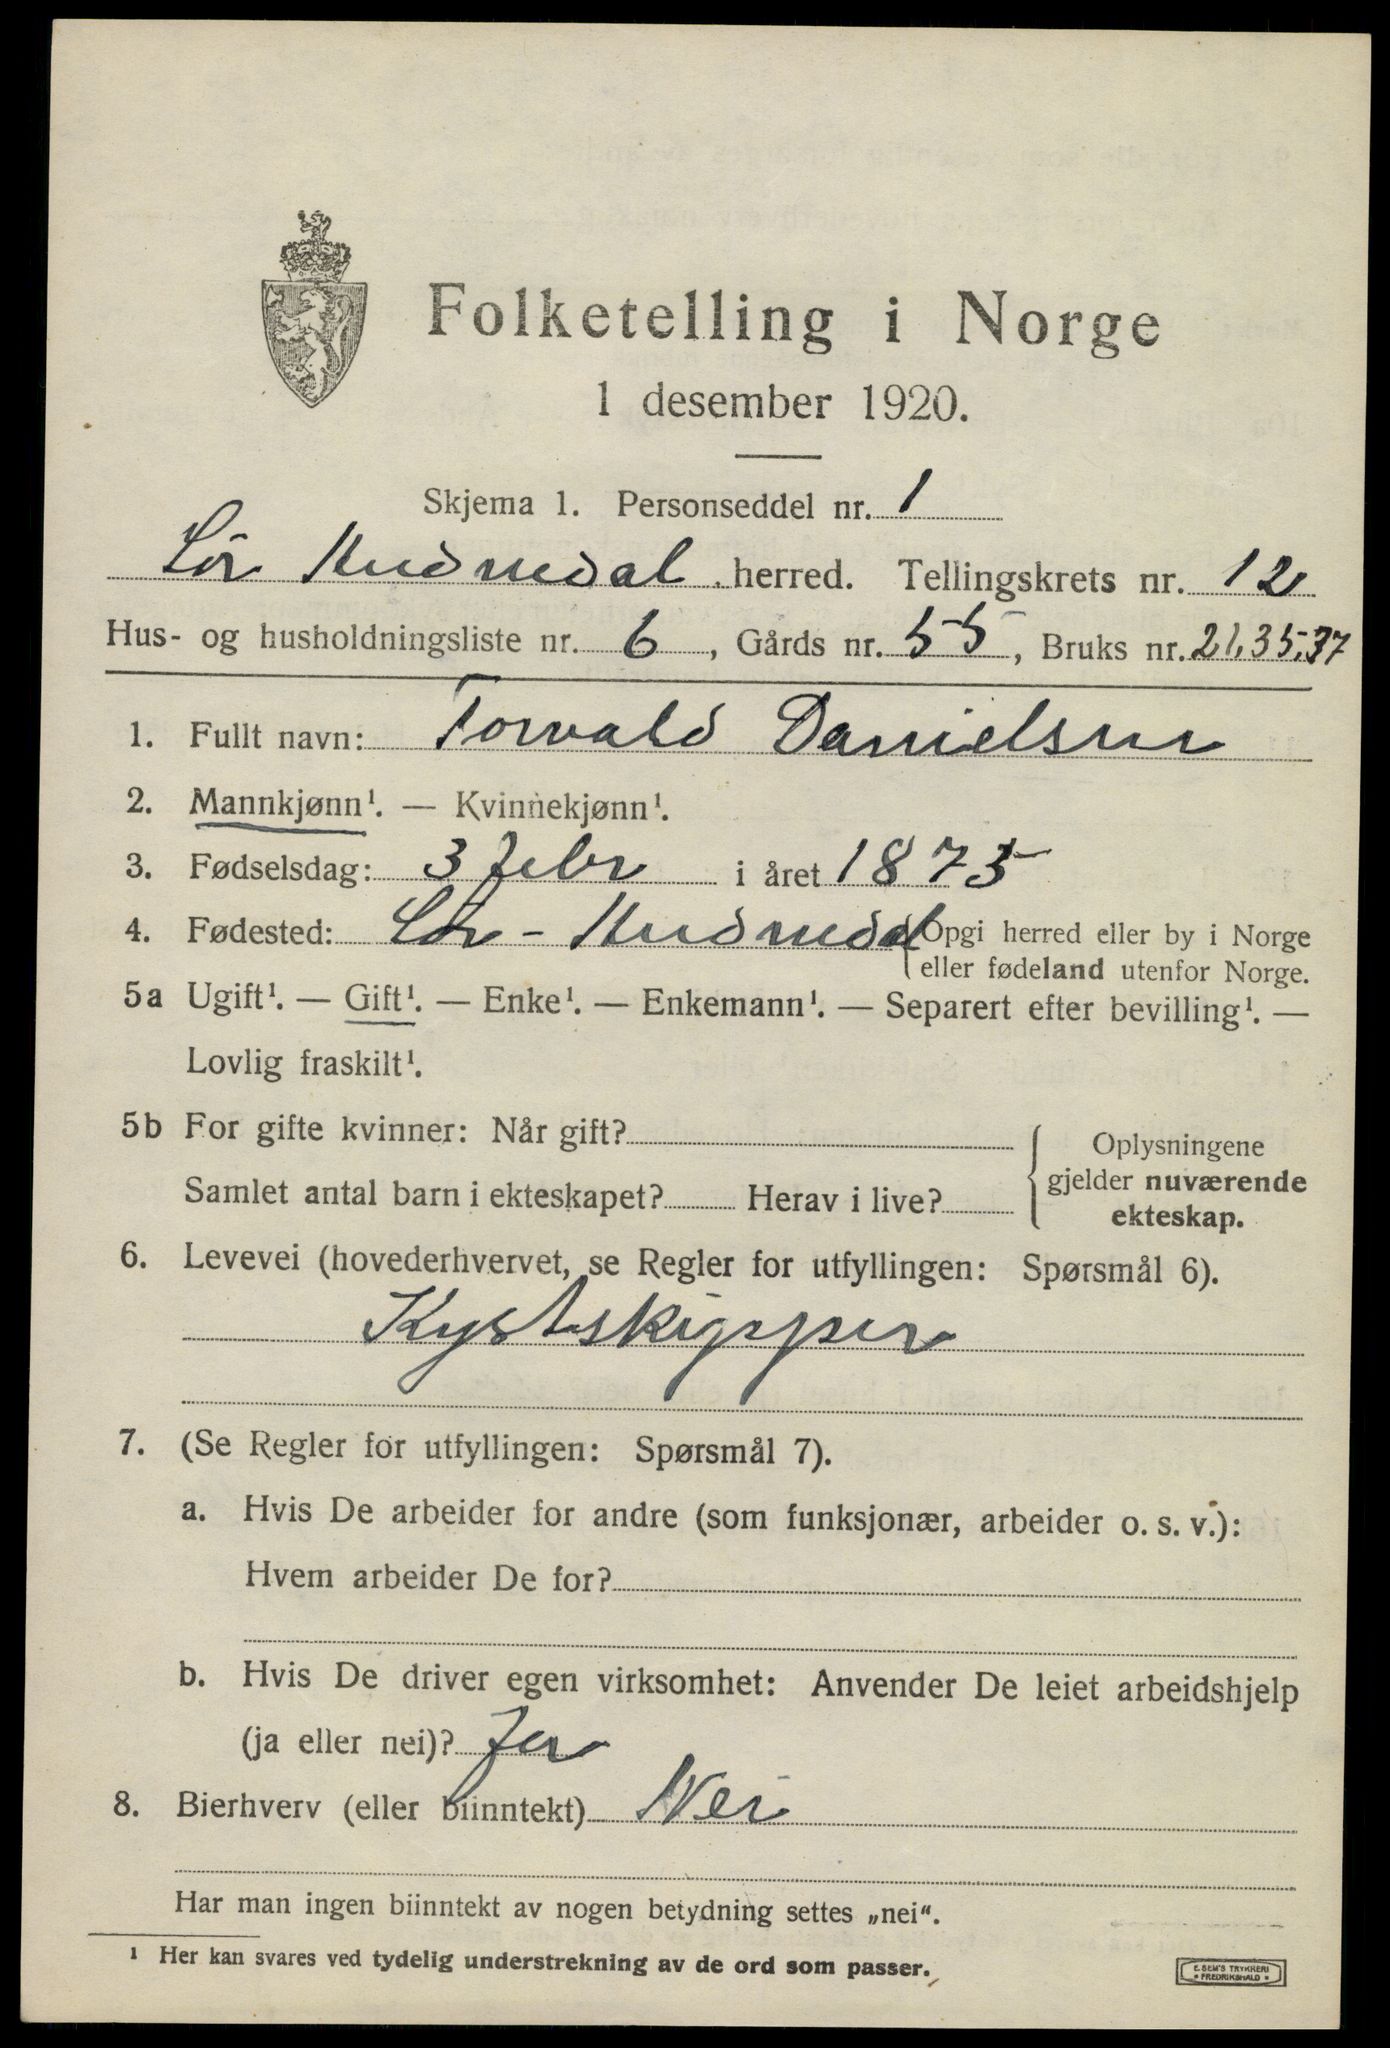 Folketelling i Norge
1 desember 1920.
Skjema 1. Personseddel nr. 1
Sör Audnedal herred. Tellingskrets nr. 12
Hus- og husholdningsliste nr. 6, Gårds nr. 55, Bruks nr. 21,35,37
1. Fullt navn: Torvald Danielsen
2. Mannkjønn¹. — Kvinnekjønn¹.
3. Fødselsdag: 3 febr i året 1875
4. Fødested: Sör - Audnedal Opgi herred eller by i Norge
eller fødeland utenfor Norge.
5a Ugift¹. — Gift¹. — Enke¹. — Enkemann¹. — Separert efter bevilling¹. —
Lovlig fraskilt¹.
5b For gifte kvinner: Når gift?
Samlet antal barn i ekteskapet? Herav i live?
Oplysningene
gjelder nuværende
ekteskap.
6. Levevei (hovederhvervet, se Regler for utfyllingen: Spørsmål 6).
Kystskipper
7. (Se Regler for utfyllingen: Spørsmål 7).
a. Hvis De arbeider for andre (som funksjonær, arbeider o. s. v.):
Hvem arbeider De for?
b. Hvis De driver egen virksomhet: Anvender De leiet arbeidshjelp
(ja eller nei)? Ja
8. Bierhverv (eller biinntekt) Nei
Har man ingen biinntekt av nogen betydning settes „nei“.
¹ Her kan svares ved tydelig understrekning av de ord som passer.
E. SEM'S TRYKKERI
FREDRIKSHALD